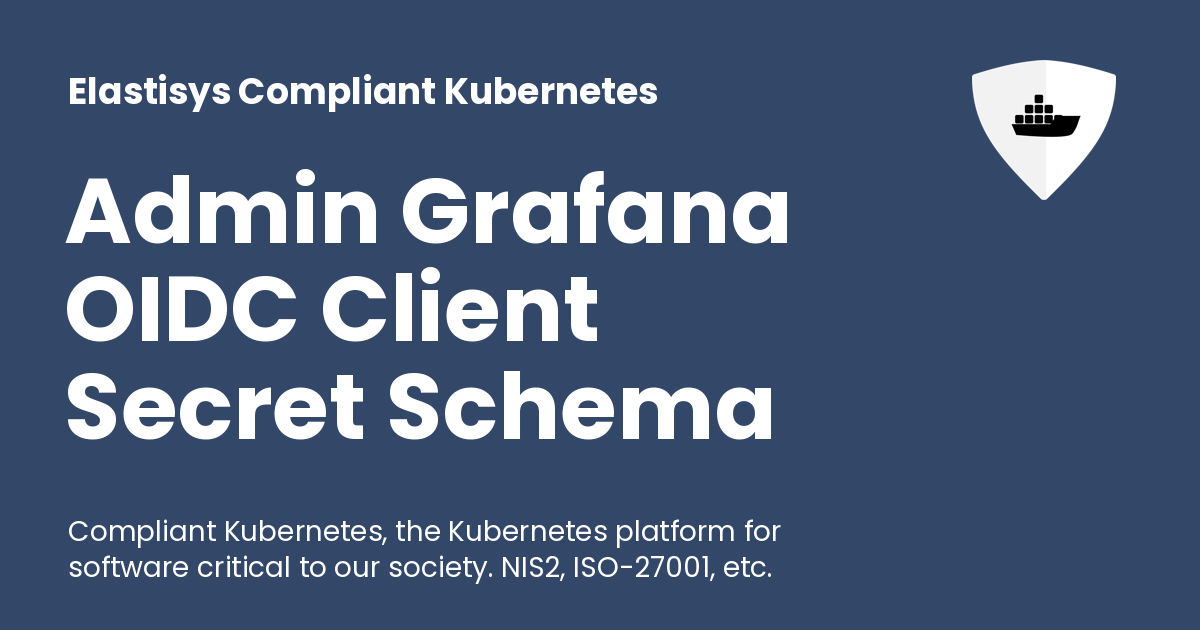 Elastisys Compliant Kubernetes
Admin Grafana
OIDC Client
Secret Schema
Compliant Kubernetes, the Kubernetes platform for
software critical to our society. NIS2, ISO-27001, etc.